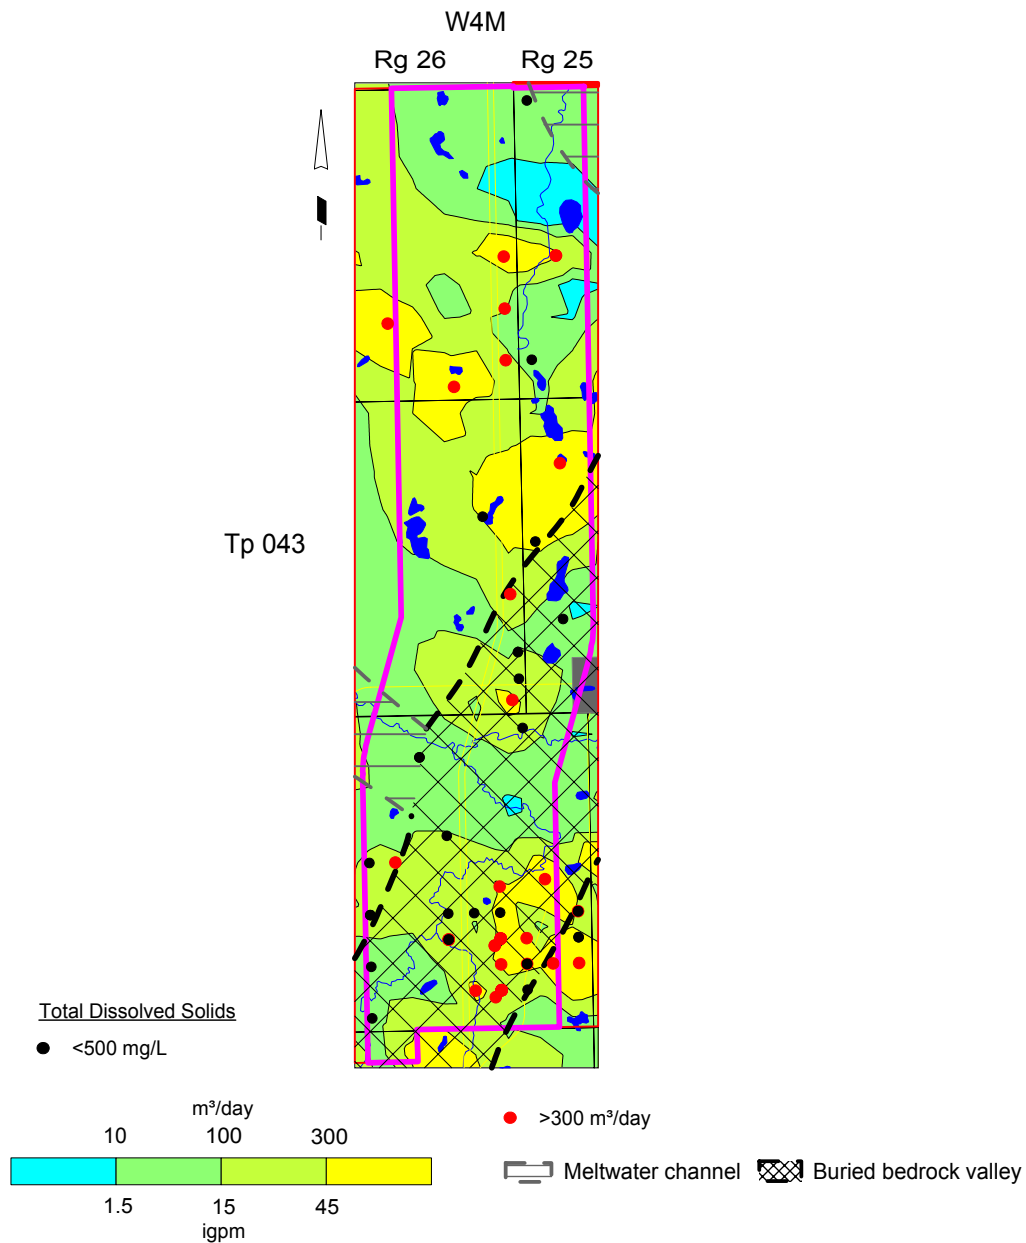 W4M
Rg 26 Rg 25
Tp 043
Total Dissolved Solids
<500 mg/L
m³/day
10 100 300
1.5 15 45
igpm
>300 m³/day
Meltwater channel Buried bedrock valley